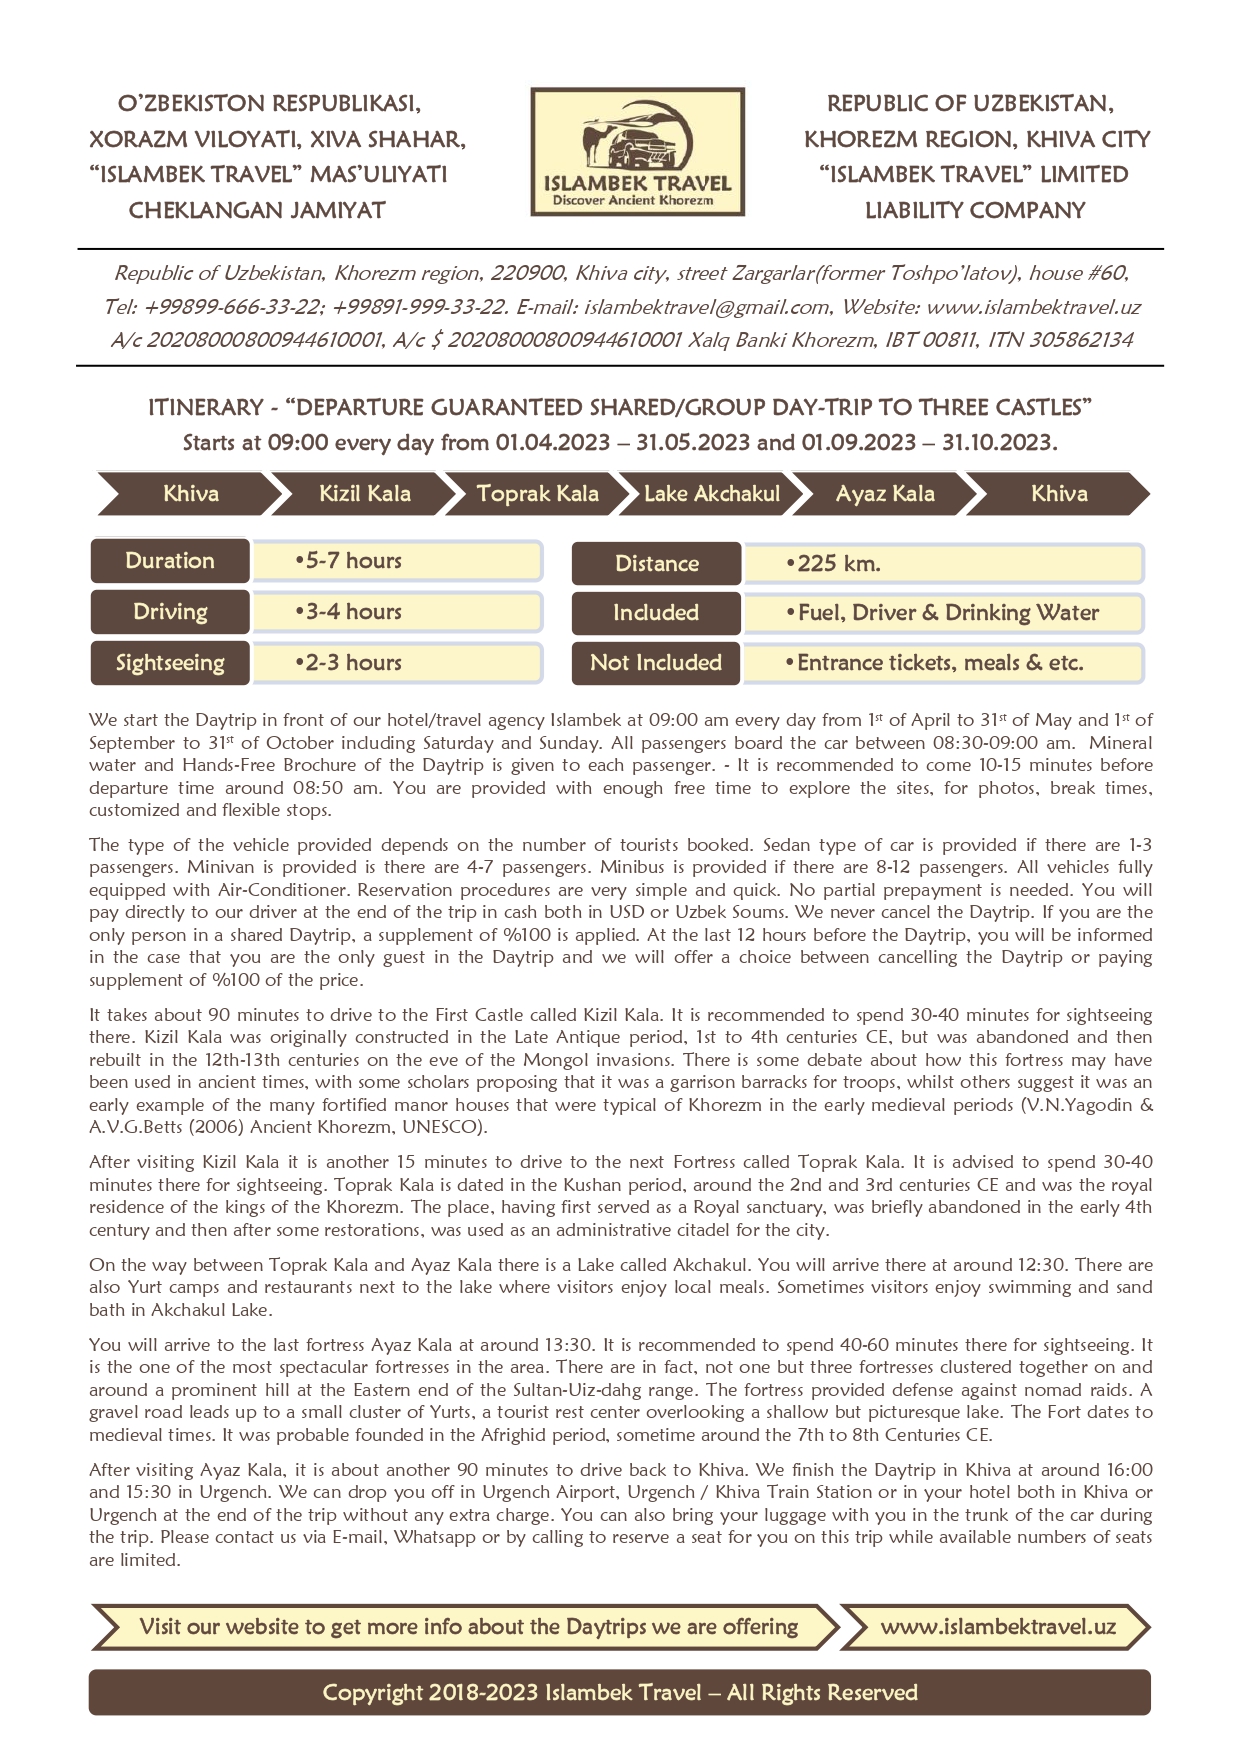 O’ZBEKISTON RESPUBLIKASI,
XORAZM VILOYATI, XIVA SHAHAR,
“ISLAMBEK TRAVEL” MAS’ULIYATI
CHEKLANGAN JAMIYAT
ISLAMBEK TRAVEL
Discover Ancient Khorezm
REPUBLIC OF UZBEKISTAN,
KHOREZM REGION, KHIVA CITY
“ISLAMBEK TRAVEL” LIMITED
LIABILITY COMPANY
Republic of Uzbekistan, Khorezm region, 220900, Khiva city, street Zargarlar(former Toshpo’latov), house #60,
Tel: +99899-666-33-22; +99891-999-33-22. E-mail: islambektravel@gmail.com, Website: www.islambektravel.uz
A/c 20208000800944610001, A/c $ 20208000800944610001 Xalq Banki Khorezm, IBT 00811, ITN 305862134
ITINERARY - “DEPARTURE GUARANTEED SHARED/GROUP DAY-TRIP TO THREE CASTLES”
Starts at 09:00 every day from 01.04.2023 – 31.05.2023 and 01.09.2023 – 31.10.2023.
Khiva Kizil Kala Toprak Kala Lake Akchakul Ayaz Kala Khiva
Duration •5-7 hours
Driving •3-4 hours
Sightseeing •2-3 hours
Distance •225 km.
Included •Fuel, Driver & Drinking Water
Not Included •Entrance tickets, meals & etc.
We start the Daytrip in front of our hotel/travel agency Islambek at 09:00 am every day from 1st of April to 31st of May and 1st of
September to 31st of October including Saturday and Sunday. All passengers board the car between 08:30-09:00 am. Mineral
water and Hands-Free Brochure of the Daytrip is given to each passenger. - It is recommended to come 10-15 minutes before
departure time around 08:50 am. You are provided with enough free time to explore the sites, for photos, break times,
customized and flexible stops.
The type of the vehicle provided depends on the number of tourists booked. Sedan type of car is provided if there are 1-3
passengers. Minivan is provided is there are 4-7 passengers. Minibus is provided if there are 8-12 passengers. All vehicles fully
equipped with Air-Conditioner. Reservation procedures are very simple and quick. No partial prepayment is needed. You will
pay directly to our driver at the end of the trip in cash both in USD or Uzbek Soums. We never cancel the Daytrip. If you are the
only person in a shared Daytrip, a supplement of %100 is applied. At the last 12 hours before the Daytrip, you will be informed
in the case that you are the only guest in the Daytrip and we will offer a choice between cancelling the Daytrip or paying
supplement of %100 of the price.
It takes about 90 minutes to drive to the First Castle called Kizil Kala. It is recommended to spend 30-40 minutes for sightseeing
there. Kizil Kala was originally constructed in the Late Antique period, 1st to 4th centuries CE, but was abandoned and then
rebuilt in the 12th-13th centuries on the eve of the Mongol invasions. There is some debate about how this fortress may have
been used in ancient times, with some scholars proposing that it was a garrison barracks for troops, whilst others suggest it was an
early example of the many fortified manor houses that were typical of Khorezm in the early medieval periods (V.N.Yagodin &
A.V.G.Betts (2006) Ancient Khorezm, UNESCO).
After visiting Kizil Kala it is another 15 minutes to drive to the next Fortress called Toprak Kala. It is advised to spend 30-40
minutes there for sightseeing. Toprak Kala is dated in the Kushan period, around the 2nd and 3rd centuries CE and was the royal
residence of the kings of the Khorezm. The place, having first served as a Royal sanctuary, was briefly abandoned in the early 4th
century and then after some restorations, was used as an administrative citadel for the city.
On the way between Toprak Kala and Ayaz Kala there is a Lake called Akchakul. You will arrive there at around 12:30. There are
also Yurt camps and restaurants next to the lake where visitors enjoy local meals. Sometimes visitors enjoy swimming and sand
bath in Akchakul Lake.
You will arrive to the last fortress Ayaz Kala at around 13:30. It is recommended to spend 40-60 minutes there for sightseeing. It
is the one of the most spectacular fortresses in the area. There are in fact, not one but three fortresses clustered together on and
around a prominent hill at the Eastern end of the Sultan-Uiz-dahg range. The fortress provided defense against nomad raids. A
gravel road leads up to a small cluster of Yurts, a tourist rest center overlooking a shallow but picturesque lake. The Fort dates to
medieval times. It was probable founded in the Afrighid period, sometime around the 7th to 8th Centuries CE.
After visiting Ayaz Kala, it is about another 90 minutes to drive back to Khiva. We finish the Daytrip in Khiva at around 16:00
and 15:30 in Urgench. We can drop you off in Urgench Airport, Urgench / Khiva Train Station or in your hotel both in Khiva or
Urgench at the end of the trip without any extra charge. You can also bring your luggage with you in the trunk of the car during
the trip. Please contact us via E-mail, Whatsapp or by calling to reserve a seat for you on this trip while available numbers of seats
are limited.
Visit our website to get more info about the Daytrips we are offering www.islambektravel.uz
Copyright 2018-2023 Islambek Travel – All Rights Reserved